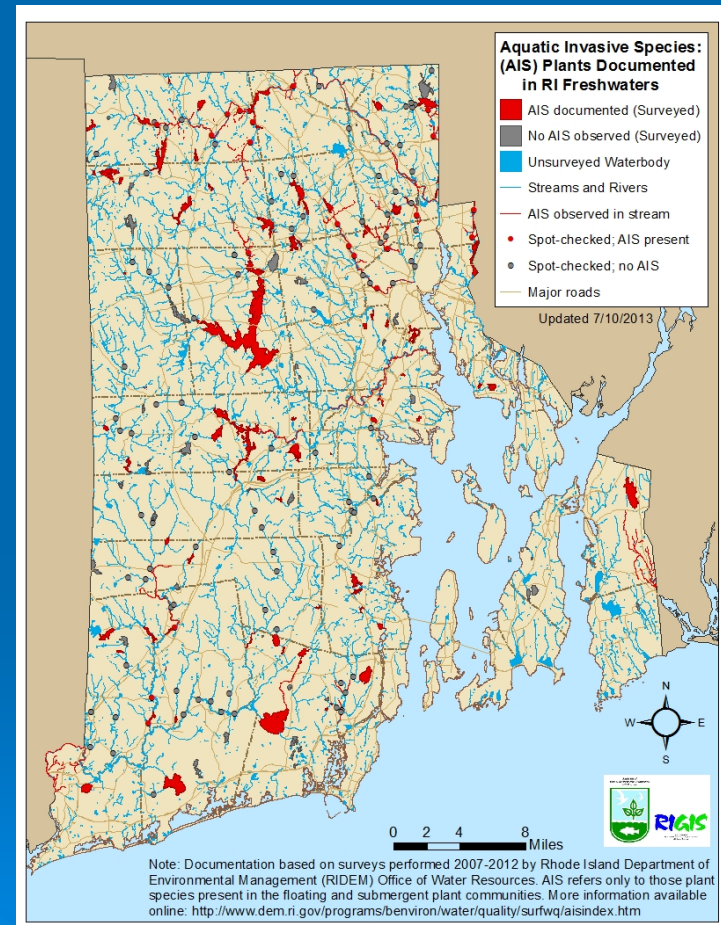 Aquatic Invasive Species:
(AIS) Plants Documented
in RI Freshwaters
AIS documented (Surveyed)
No AIS observed (Surveyed)
Unsurveyed Waterbody
Streams and Rivers
AIS observed in stream
Spot-checked; AIS present
Spot-checked; no AIS
Major roads
Updated 7/10/2013
N
W E
S
RIGIS
0 2 4 8
Miles
Note: Documentation based on surveys performed 2007-2012 by Rhode Island Department of
Environmental Management (RIDEM) Office of Water Resources. AIS refers only to those plant
species present in the floating and submergent plant communities. More information available
online: http://www.dem.ri.gov/programs/benviron/water/quality/surfwq/aisindex.htm